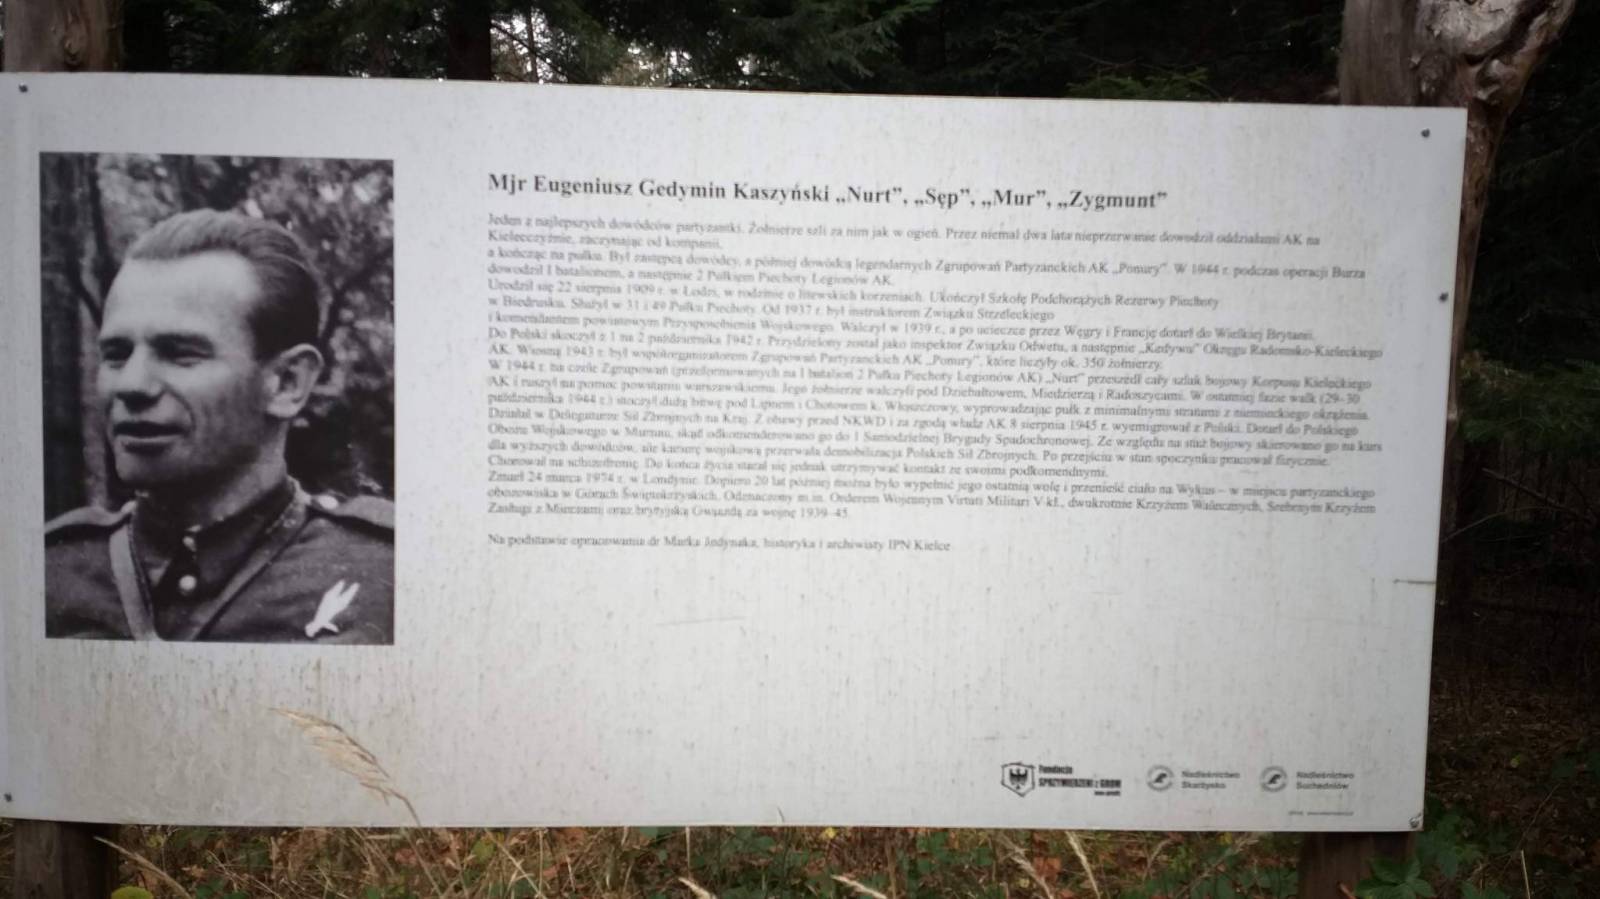 Mjr Eugeniusz Gedymin Kaszyński „Nurt”, „Sęp”, „Mur”, „Zygmunt”
Jeden z najlepszych dowódców partyzantki. Żołnierze szli za nim jak w ogień. Przez niemal dwa lata nieprzerwanie dowodził oddziałami AK na
Kielecczyźnie, zaczynając od kompanii,
a kończąc na pułku. Był zastępcą dowódcy, a później dowódcą legendarnych Zgrupowań Partyzanckich AK „Ponury”. W 1944 r. podczas operacji Burza
dowodził I batalionem, a następnie 2 Pułkiem Piechoty Legionów AK.
Urodził się 22 sierpnia 1909 r. w Łodzi, w rodzinie o litewskich korzeniach. Ukończył Szkołę Podchorążych Rezerwy Piechoty
w Biedrusku. Służył w 31 i 49 Pułku Piechoty. Od 1937 r. był instruktorem Związku Strzeleckiego
i komendantem powiatowym Przysposobienia Wojskowego. Walczył w 1939 r., a po ucieczce przez Węgry i Francję dotarł do Wielkiej Brytanii.
Do Polski skoczył z 1 na 2 października 1942 r. Przydzielony został jako inspektor Związku Odwetu, a następnie „Kedywu” Okręgu Radomsko-Kieleckiego
AK. Wiosną 1943 r. był współorganizatorem Zgrupowań Partyzanckich AK „Ponury”, które liczyły ok. 350 żołnierzy.
W 1944 r. na czele Zgrupowań (przeformowanych na I batalion 2 Pułku Piechoty Legionów AK) „Nurt” przeszedł cały szlak bojowy Korpusu Kieleckiego
AK i ruszył na pomoc powstaniu warszawskiemu. Jego żołnierze walczyli pod Dziebałtowem, Miedzierzą i Radoszycami. W ostatniej fazie walk (29-30
października 1944 r.) stoczył dużą bitwę pod Lipnem i Chotowem k. Włoszczowy, wyprowadzając pułk z minimalnymi stratami z niemieckiego okrążenia.
Działał w Delegaturze Sił Zbrojnych na Kraj. Z obawy przed NKWD i za zgodą władz AK 8 sierpnia 1945 r. wyemigrował z Polski. Dotarł do Polskiego
Obozu Wojskowego w Murnau, skąd odkomenderowano go do 1 Samodzielnej Brygady Spadochronowej. Ze względu na staż bojowy skierowano go na kurs
dla wyższych dowódców, ale karierę wojskową przerwała demobilizacja Polskich Sił Zbrojnych. Po przejściu w stan spoczynku pracował fizycznie.
Chorował na schizofrenię. Do końca życia starał się jednak utrzymywać kontakt ze swoimi podkomendnymi.
Zmarł 24 marca 1974 r. w Londynie. Dopiero 20 lat później można było wypełnić jego ostatnią wolę i przenieść ciało na Wykus – w miejscu partyzanckiego
obozowiska w Górach Świętokrzyskich. Odznaczony m.in. Orderem Wojennym Virtuti Militari V kl., dwukrotnie Krzyżem Walecznych, Srebrnym Krzyżem
Zasługi z Mieczami oraz brytyjską Gwiazdą za wojnę 1939-45.
Na podstawie opracowania dr Marka Jedynaka, historyka i archiwisty IPN Kielce
Fundacja
SPRZYMIERZENI z GROM
Nadleśnictwo
Skarżysko
Nadleśnictwo
Suchedniów